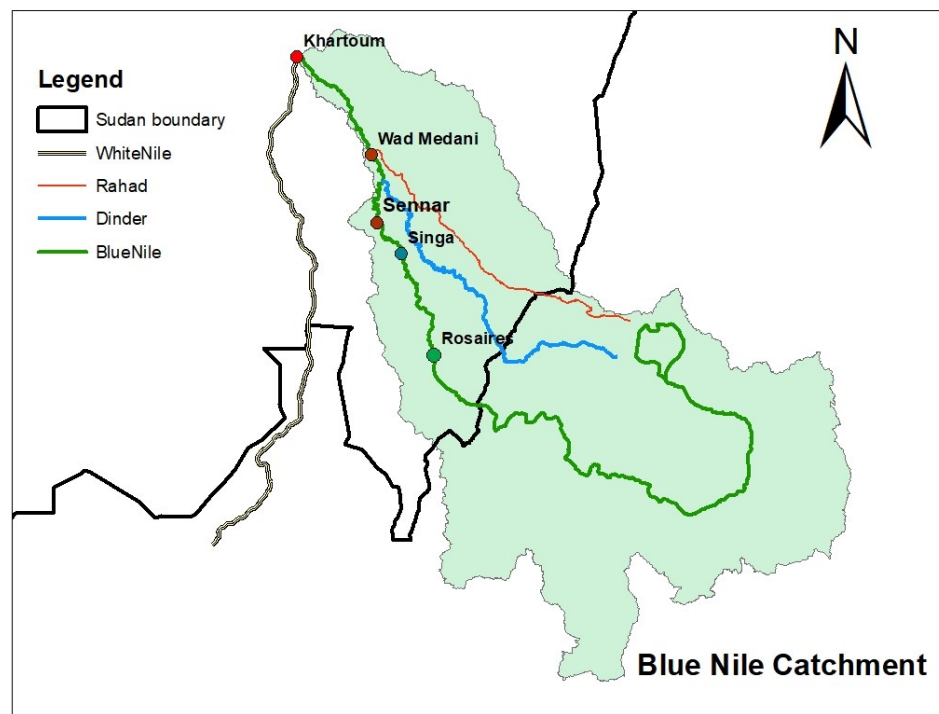 Khartoum
N
Legend
Sudan boundary
WhiteNile
Rahad
Dinder
BlueNile
Wad Medani
Sennar
Singa
Rosaires
Blue Nile Catchment